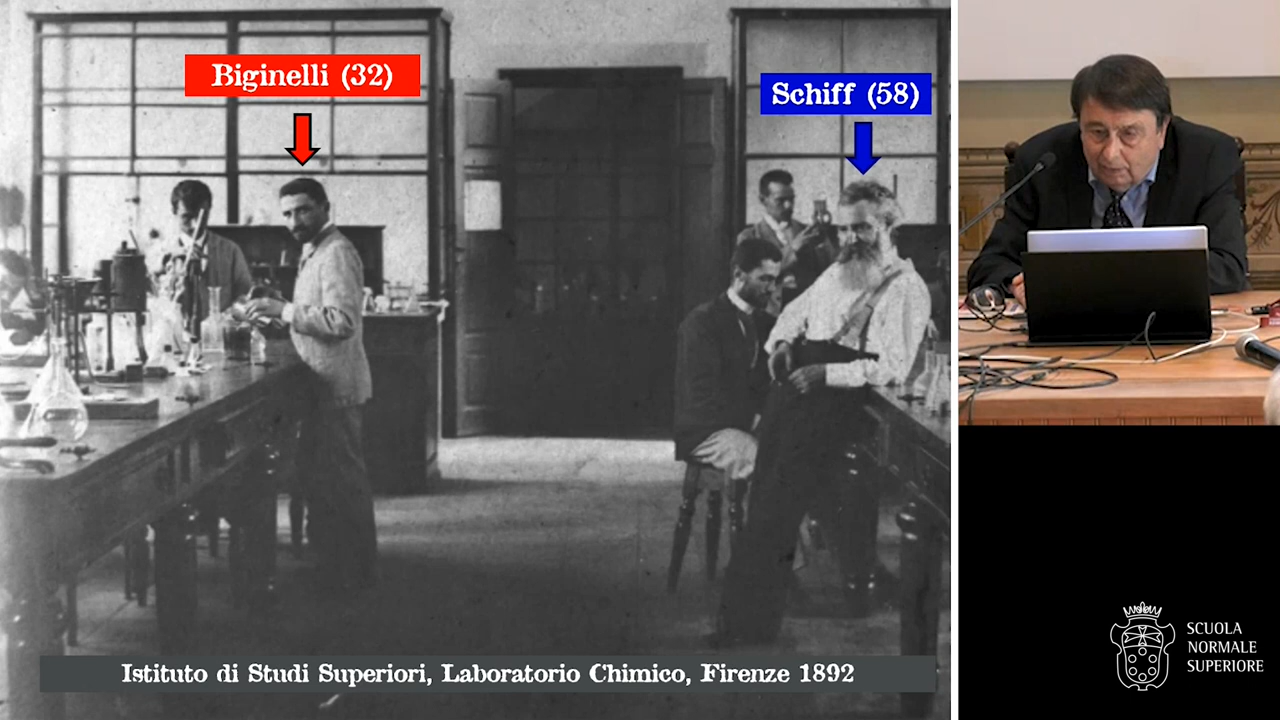 Biginelli (32)
Schiff (58)
Istituto di Studi Superiori, Laboratorio Chimico, Firenze 1892
SCUOLA
NORMALE
SUPERIORE